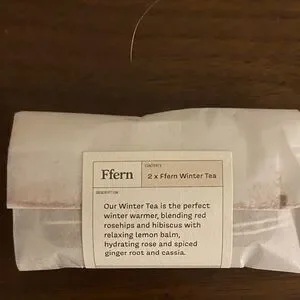 Ffern
CONTENTS
2 x Ffern Winter Tea
DESCRIPTION
Our Winter Tea is the perfect
winter warmer, blending red
rosehips and hibiscus with
relaxing lemon balm,
hydrating rose and spiced
ginger root and cassia.